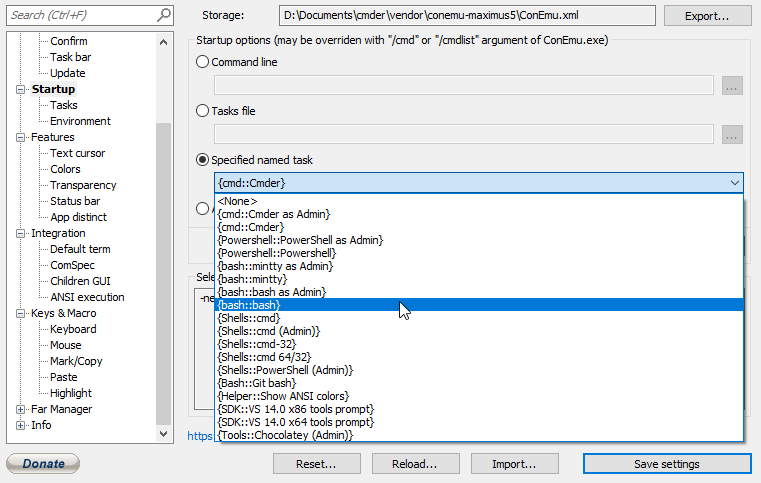 Search (Ctrl+F)
Storage:
D:\Documents\cmder\vendor\conemu-maximus5\ConEmu.xml
Export...
Confirm
Task bar
Update
Startup
Tasks
Environment
Features
Text cursor
Colors
Transparency
Status bar
App distinct
Integration
Default term
ComSpec
Children GUI
ANSI execution
Keys & Macro
Keyboard
Mouse
Mark/Copy
Paste
Highlight
Far Manager
Info
Startup options (may be overriden with "/cmd" or "/cmdlist" argument of ConEmu.exe)
Command line
...
Tasks file
...
Specified named task
{cmd::Cmder}
<None>
{cmd::Cmder as Admin}
{cmd::Cmder}
{Powershell::PowerShell as Admin}
{Powershell::Powershell}
{bash::mintty as Admin}
{bash::mintty}
{bash::bash as Admin}
{bash::bash}
{Shells::cmd}
{Shells::cmd (Admin)}
{Shells::cmd-32}
{Shells::cmd 64/32}
{Shells::PowerShell (Admin)}
{Bash::Git bash}
{Helper::Show ANSI colors}
{SDK::VS 14.0 x86 tools prompt}
{SDK::VS 14.0 x64 tools prompt}
{Tools::Chocolatey (Admin)}
Sele
-ne
https
Donate
Reset...
Reload...
Import...
Save settings